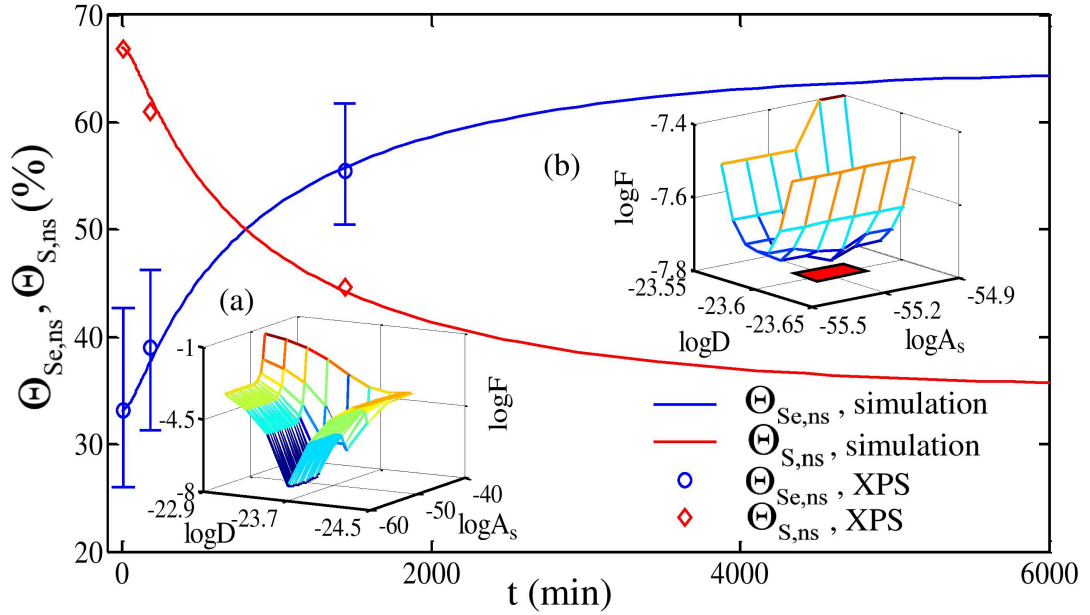 70
60
50
40
30
20
0
2000
4000
6000
t (min)
Θ_Se,ns, Θ_S,ns (%)
(a)
-1
-4.5
-8
-22.9
-23.7
-24.5
-60
-50
-40
logD
logA_s
logF
(b)
-7.4
-7.6
-7.8
-23.55
-23.6
-23.65
-55.5
-55.2
-54.9
logD
logA_s
logF
Θ_Se,ns , simulation
Θ_S,ns , simulation
Θ_Se,ns , XPS
Θ_S,ns , XPS